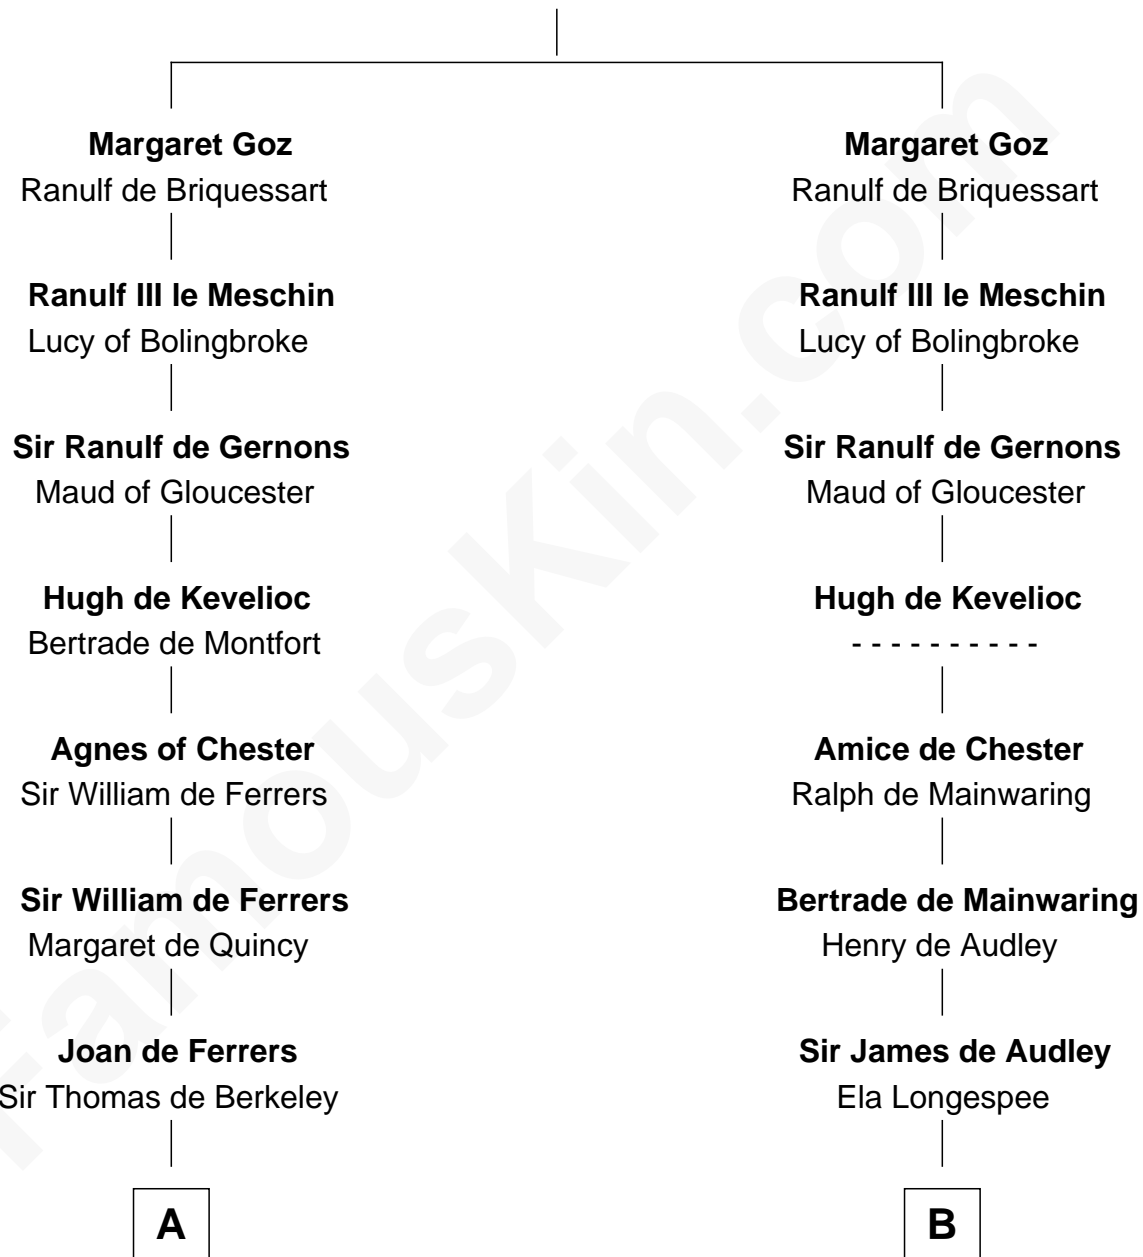 Margaret Goz
Ranulf de Briquessart
Ranulf III le Meschin
Lucy of Bolingbroke
Sir Ranulf de Gernons
Maud of Gloucester
Hugh de Kevelioc
Bertrade de Montfort
Agnes of Chester
Sir William de Ferrers
Sir William de Ferrers
Margaret de Quincy
Joan de Ferrers
Sir Thomas de Berkeley
A
Margaret Goz
Ranulf de Briquessart
Ranulf III le Meschin
Lucy of Bolingbroke
Sir Ranulf de Gernons
Maud of Gloucester
Hugh de Kevelioc
- - - - - - - - - -
Amice de Chester
Ralph de Mainwaring
Bertrade de Mainwaring
Henry de Audley
Sir James de Audley
Ela Longespee
B
FamousKin.com